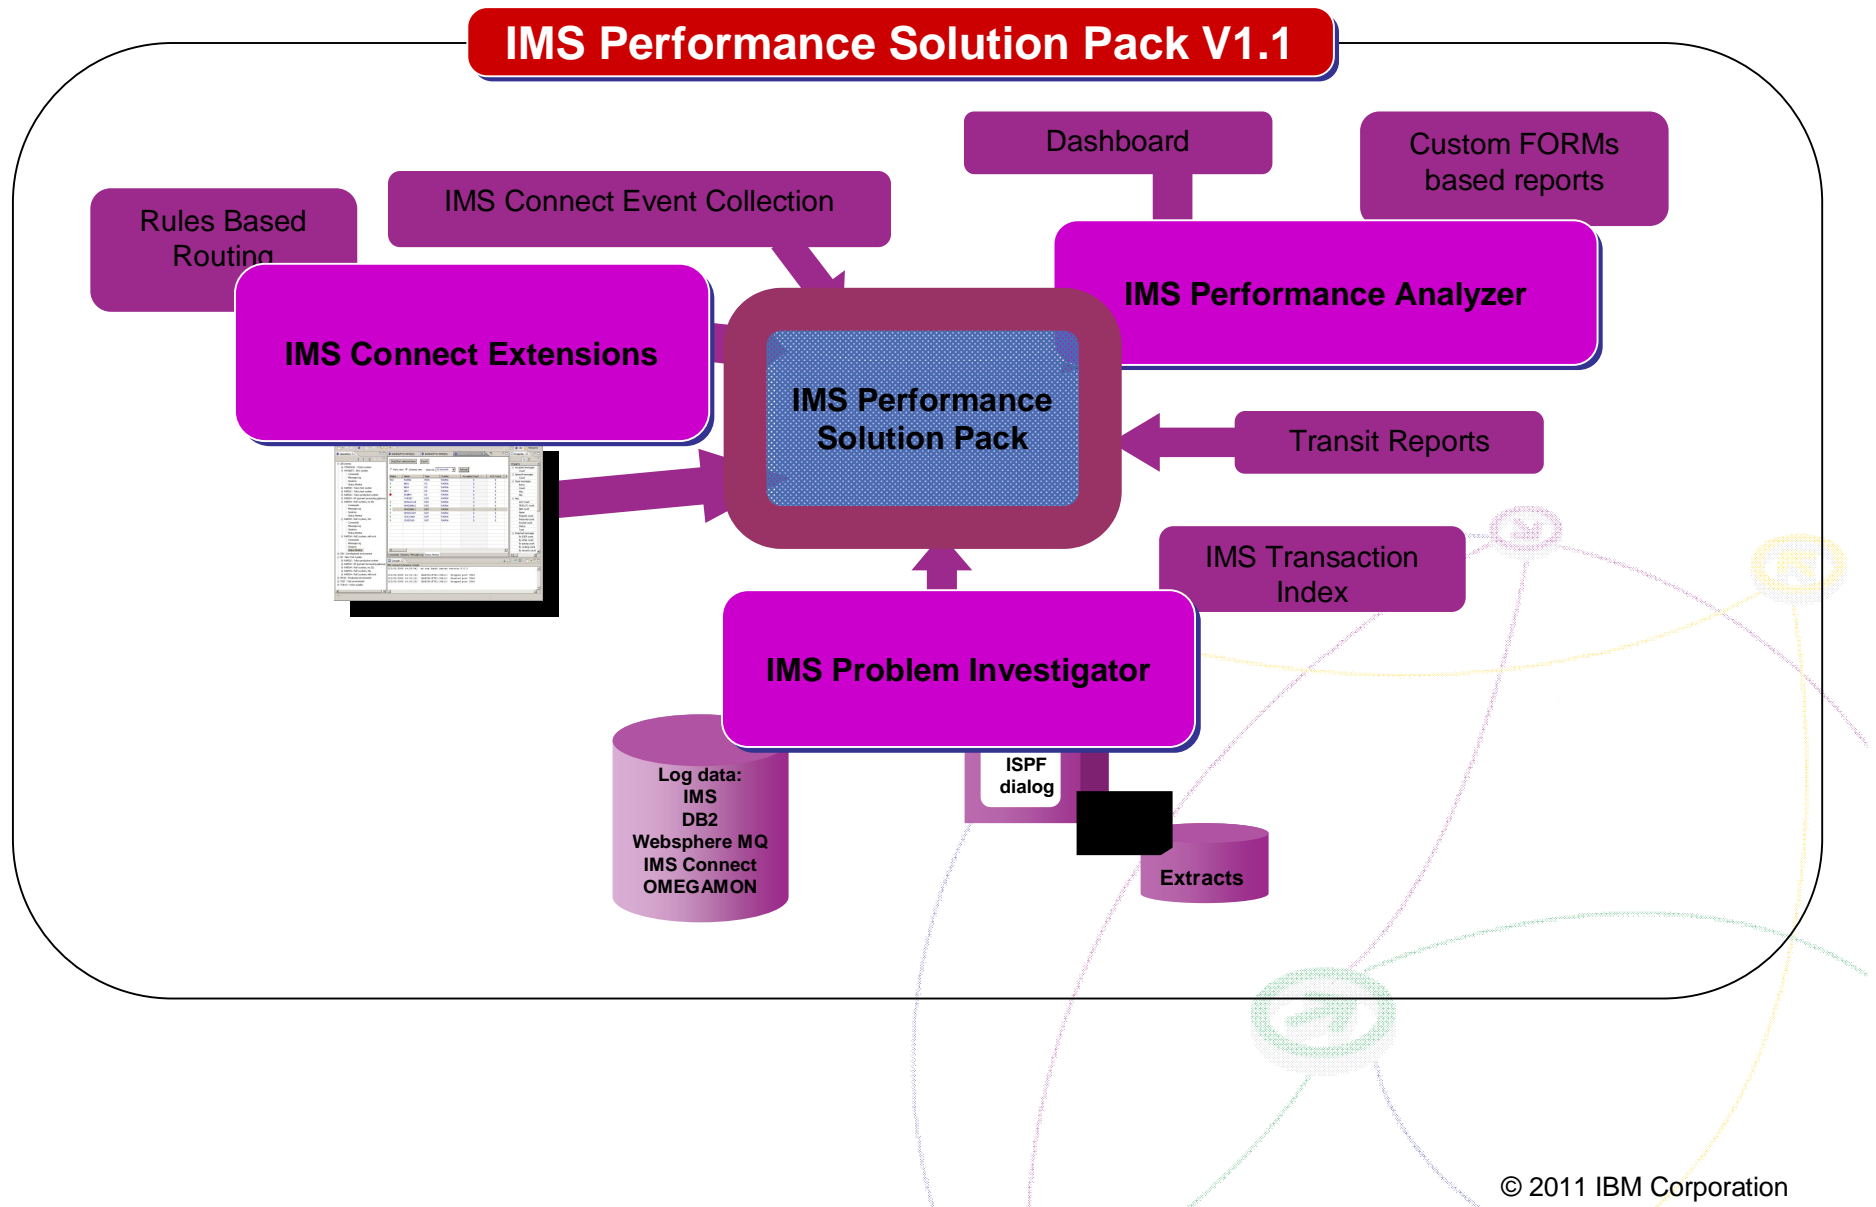 IMS Performance Solution Pack V1.1
Dashboard
Custom FORMs
based reports
IMS Connect Event Collection
Rules Based
Routing
IMS Performance Analyzer
IMS Connect Extensions
IMS Performance
Solution Pack
Transit Reports
IMS Transaction
Index
IMS Problem Investigator
ISPF
dialog
Log data:
IMS
DB2
Websphere MQ
IMS Connect
OMEGAMON
Extracts
© 2011 IBM Corporation